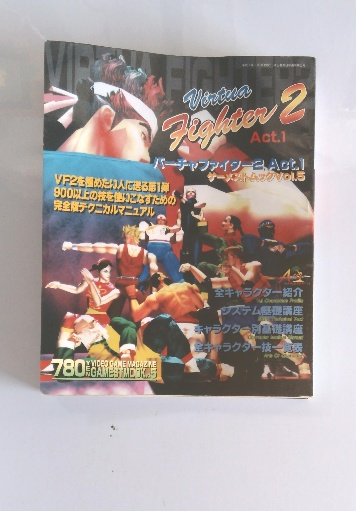 VIRTUA FIGHTER
Virtua
Fighter 2
Act.1
バーチャファイター2 Act.1
ゲーメストムックVol.5
VF2を極めたい人に送る第1弾
900以上の技を使いこなすための
完全版テクニカルマニュアル
全キャラクター紹介
システム基礎講座
キャラクター別基礎講座
全キャラクター技一覧表
780
VIDEO GAME MAGAZINE
GAMEST MOOK